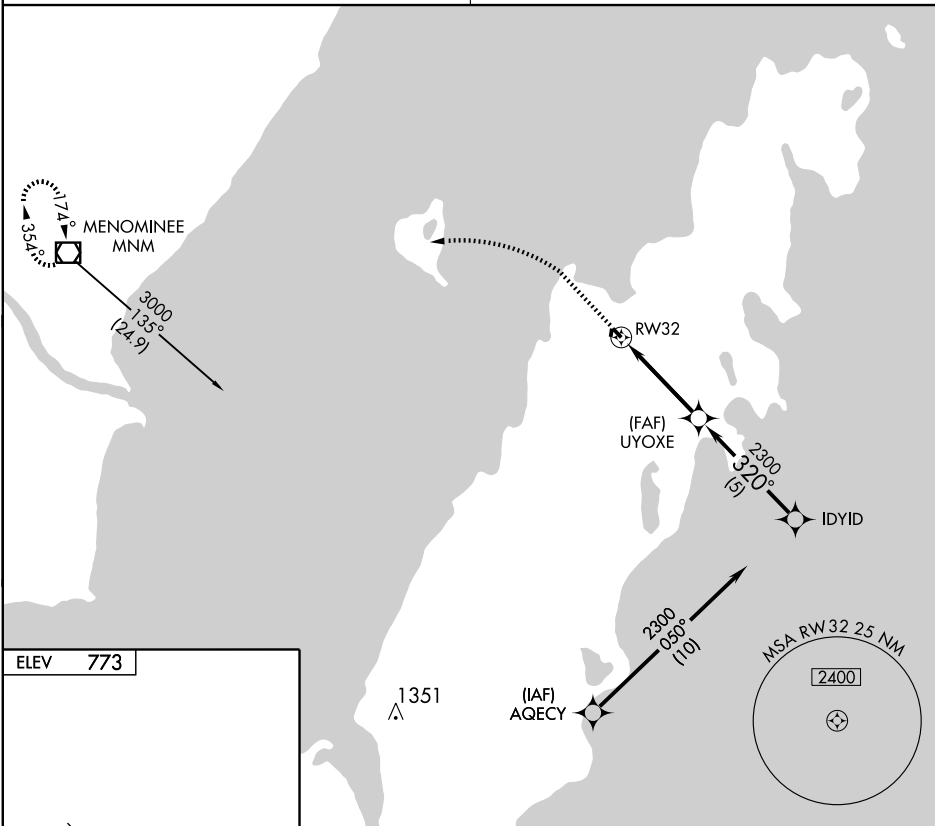 174°
354°
MENOMINEE
MNM
3000
135°
(24.9)
RW32
(FAF)
UYOXE
2300
320°
(5)
IDYID
2300
050°
(10)
(IAF)
AQECY
1351
ELEV 773
MSA RW32 25 NM
2400